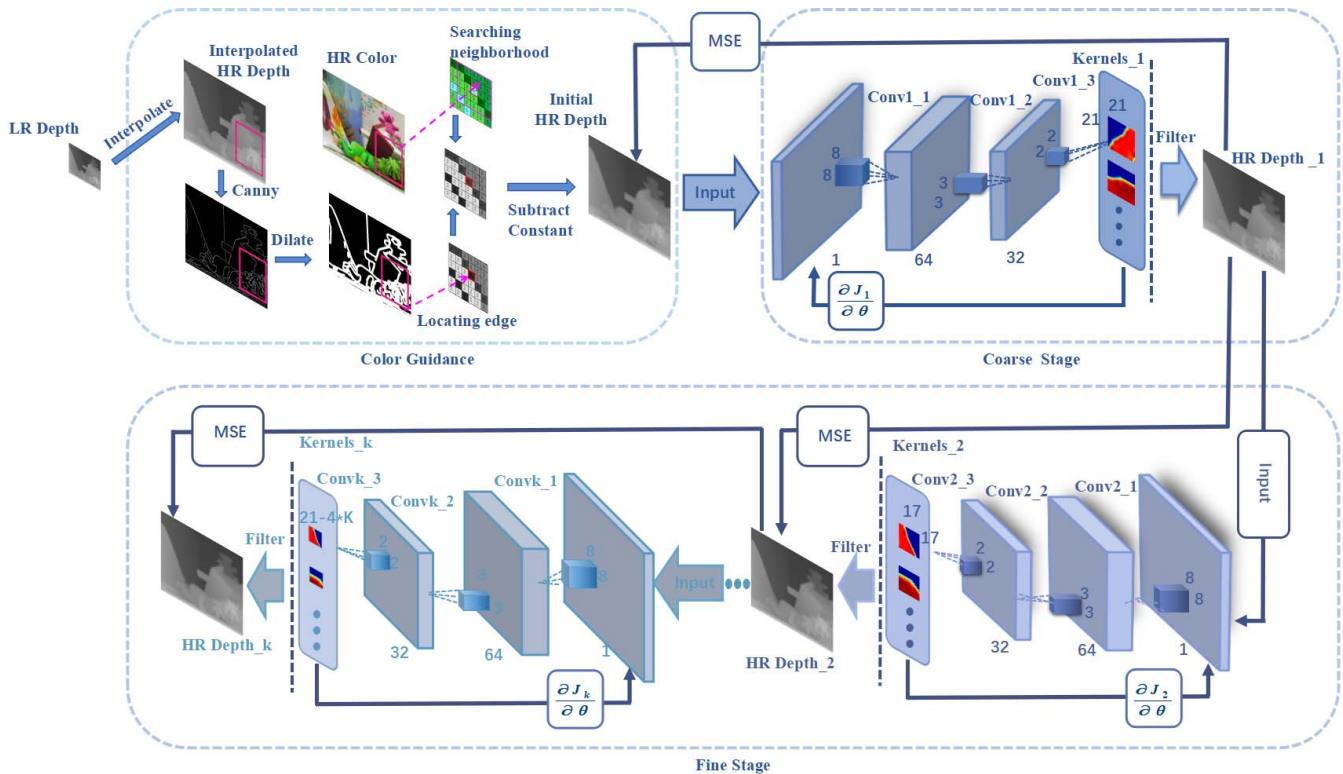 LR Depth
Interpolate
Interpolated
HR Depth
Canny
Dilate
HR Color
Searching
neighborhood
Locating edge
Subtract
Constant
Initial
HR Depth
Color Guidance
MSE
Input
8
8
1
Conv1_1
3
3
64
Conv1_2
2
2
32
Conv1_3
Kernels_1
21
21
∂ J₁
∂ θ
Filter
HR Depth _1
Coarse Stage
Input
MSE
Kernels_2
Conv2_3
17
17
Conv2_2
2
2
32
Conv2_1
3
3
64
8
8
1
∂ J₂
∂ θ
Filter
HR Depth_2
Input
MSE
Kernels_k
Convk_3
21-4*K
Convk_2
2
2
32
Convk_1
3
3
64
8
8
1
∂ Jₖ
∂ θ
Filter
HR Depth_k
Fine Stage